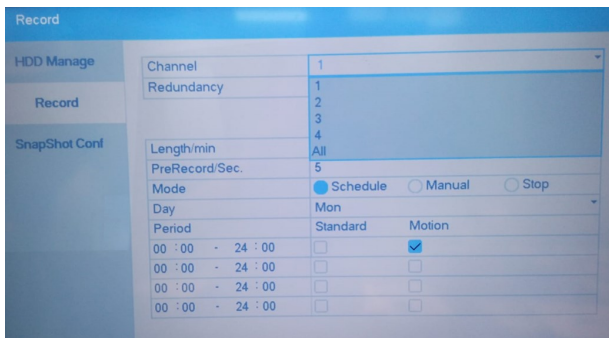 Record
HDD Manage
Record
SnapShot Conf
Channel 1
Redundancy
1
2
3
4
All
Length/min
PreRecord/Sec. 5
Mode Schedule Manual Stop
Day Mon
Period Standard Motion
00 : 00 - 24 : 00
00 : 00 - 24 : 00
00 : 00 - 24 : 00
00 : 00 - 24 : 00